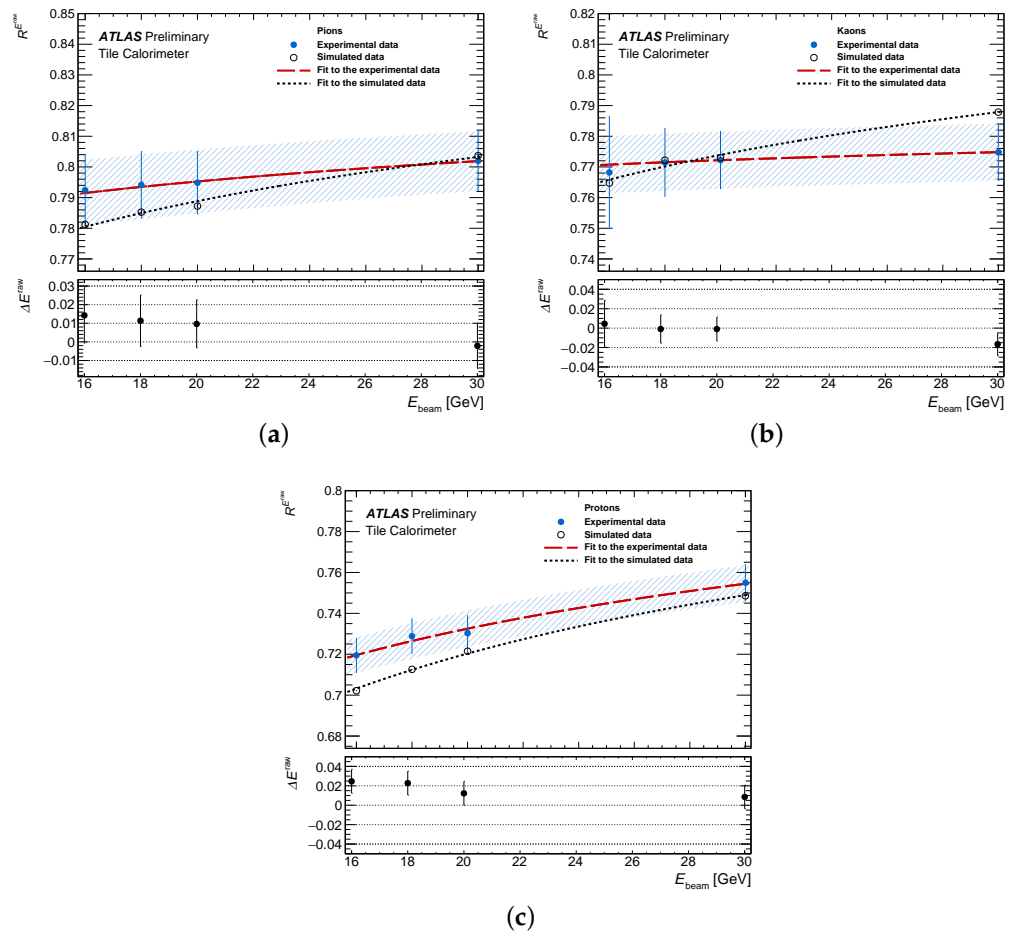 ATLAS Preliminary
Tile Calorimeter
Pions
Experimental data
Simulated data
Fit to the experimental data
Fit to the simulated data
R^E^raw
0.85
0.84
0.83
0.82
0.81
0.8
0.79
0.78
0.77
ΔE^raw
0.03
0.02
0.01
0
−0.01
16 18 20 22 24 26 28 30
E_beam [GeV]
(a)
ATLAS Preliminary
Tile Calorimeter
Kaons
Experimental data
Simulated data
Fit to the experimental data
Fit to the simulated data
R^E^raw
0.82
0.81
0.8
0.79
0.78
0.77
0.76
0.75
0.74
ΔE^raw
0.04
0.02
0
−0.02
−0.04
16 18 20 22 24 26 28 30
E_beam [GeV]
(b)
ATLAS Preliminary
Tile Calorimeter
Protons
Experimental data
Simulated data
Fit to the experimental data
Fit to the simulated data
R^E^raw
0.8
0.78
0.76
0.74
0.72
0.7
0.68
ΔE^raw
0.04
0.02
0
−0.02
−0.04
16 18 20 22 24 26 28 30
E_beam [GeV]
(c)